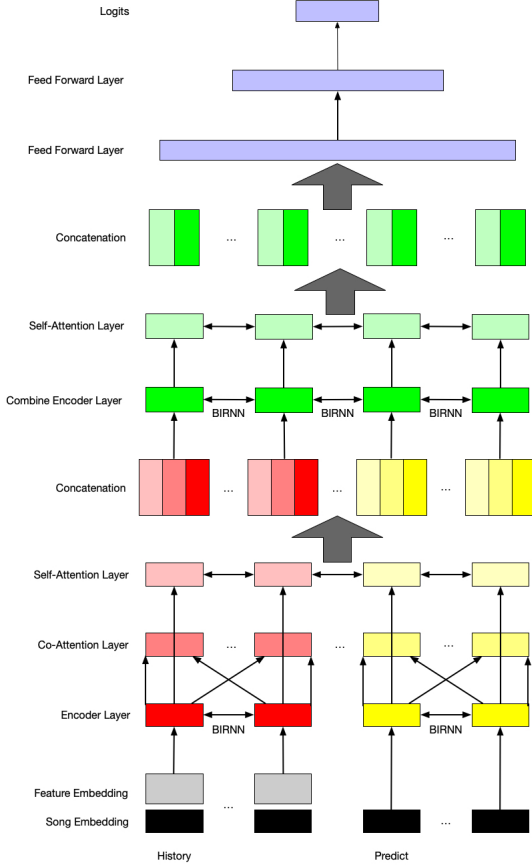 Logits
Feed Forward Layer
Feed Forward Layer
Concatenation
... ... ...
Self-Attention Layer
Combine Encoder Layer
BIRNN BIRNN BIRNN
Concatenation
... ... ...
Self-Attention Layer
Co-Attention Layer
... ... ...
Encoder Layer
BIRNN BIRNN
Feature Embedding
... ...
Song Embedding
History Predict